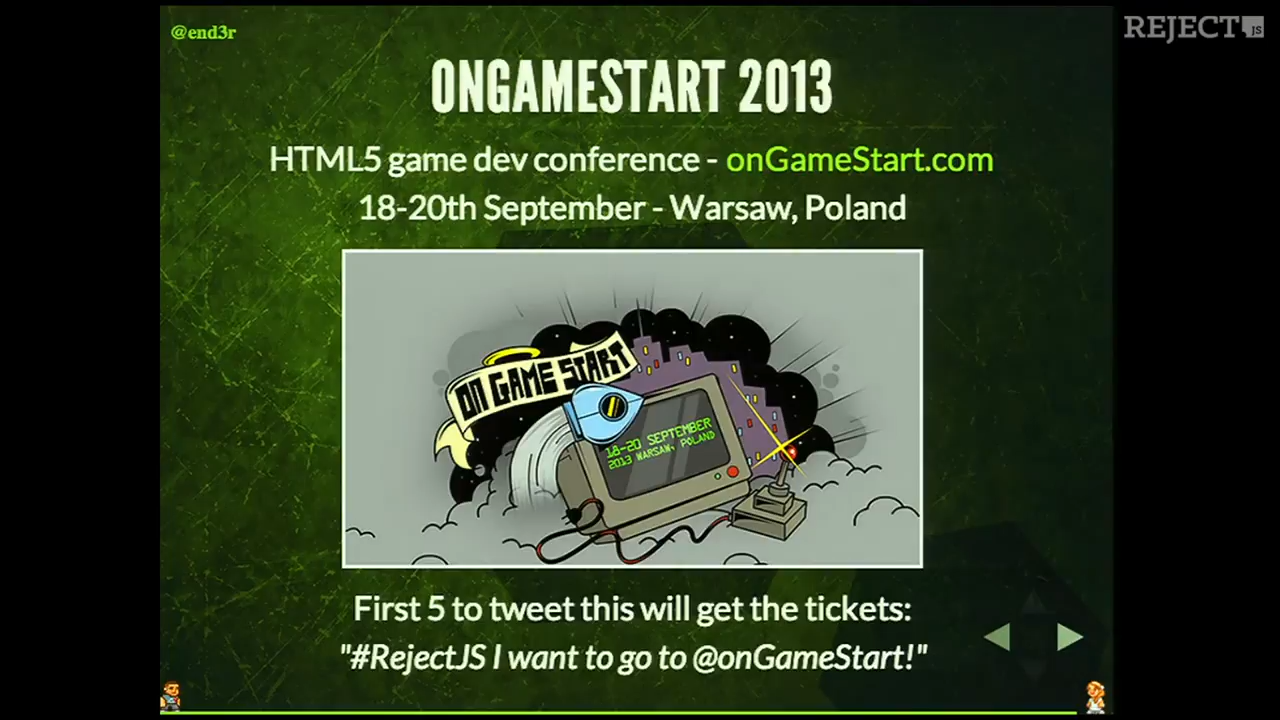 @end3r
REJECT JS
ONGAMESTART 2013
HTML5 game dev conference - onGameStart.com
18-20th September - Warsaw, Poland
ON GAME START
18-20 SEPTEMBER
2013 WARSAW, POLAND
First 5 to tweet this will get the tickets:
"#RejectJS I want to go to @onGameStart!"